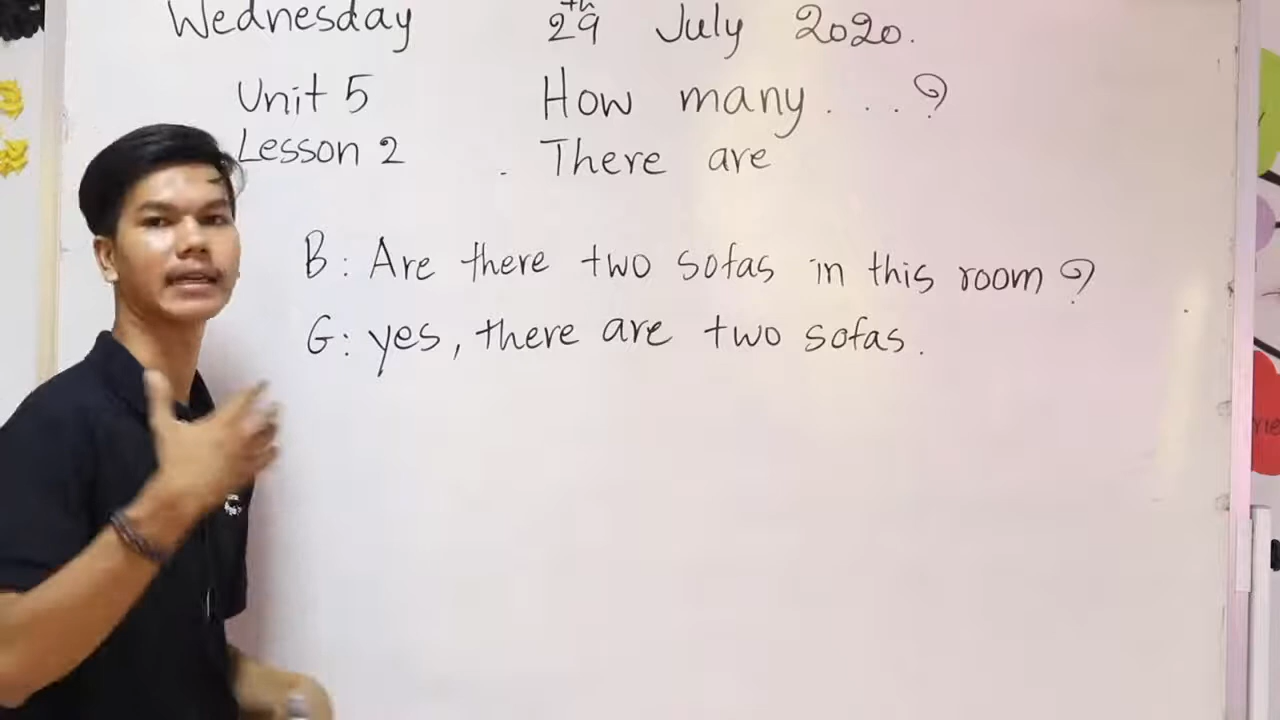 Wednesday 29th July 2020.
Unit 5 How many...?
Lesson 2 . There are
B: Are there two sofas in this room?
G: yes, there are two sofas.